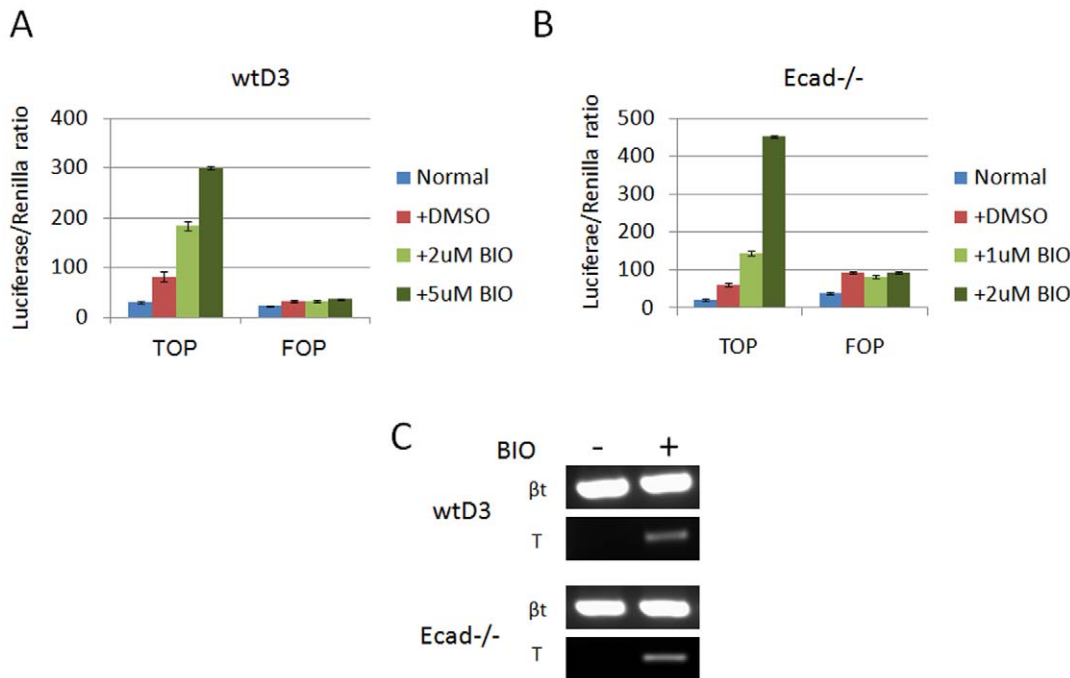 A
wtD3
Luciferase/Renilla ratio
400
300
200
100
0
TOP
FOP
Normal
+DMSO
+2uM BIO
+5uM BIO
B
Ecad-/-
Luciferae/Renilla ratio
500
400
300
200
100
0
TOP
FOP
Normal
+DMSO
+1uM BIO
+2uM BIO
C
BIO - +
wtD3
βt
T
Ecad-/-
βt
T